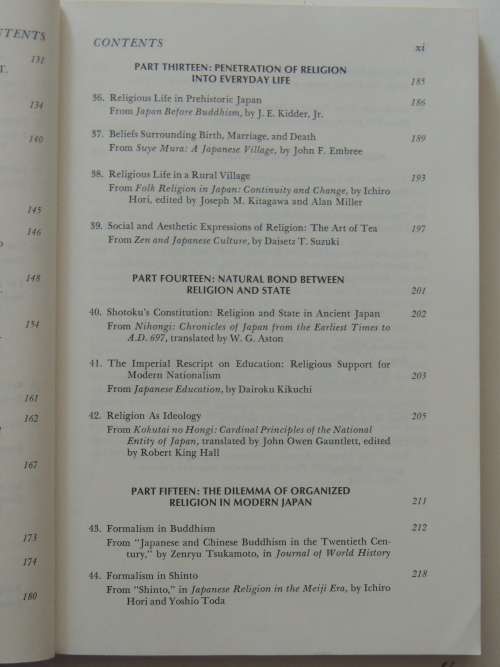 TENTS
131
T.
134
140
145
146
148
154
161
162
167
173
174
180
CONTENTS xi
PART THIRTEEN: PENETRATION OF RELIGION
INTO EVERYDAY LIFE 185
36. Religious Life in Prehistoric Japan 186
From Japan Before Buddhism, by J. E. Kidder, Jr.
37. Beliefs Surrounding Birth, Marriage, and Death 189
From Suye Mura: A Japanese Village, by John F. Embree
38. Religious Life in a Rural Village 193
From Folk Religion in Japan: Continuity and Change, by Ichiro
Hori, edited by Joseph M. Kitagawa and Alan Miller
39. Social and Aesthetic Expressions of Religion: The Art of Tea 197
From Zen and Japanese Culture, by Daisetz T. Suzuki
PART FOURTEEN: NATURAL BOND BETWEEN
RELIGION AND STATE 201
40. Shotoku's Constitution: Religion and State in Ancient Japan 202
From Nihongi: Chronicles of Japan from the Earliest Times to
A.D. 697, translated by W. G. Aston
41. The Imperial Rescript on Education: Religious Support for
Modern Nationalism 203
From Japanese Education, by Dairoku Kikuchi
42. Religion As Ideology 205
From Kokutai no Hongi: Cardinal Principles of the National
Entity of Japan, translated by John Owen Gauntlett, edited
by Robert King Hall
PART FIFTEEN: THE DILEMMA OF ORGANIZED
RELIGION IN MODERN JAPAN 211
43. Formalism in Buddhism 212
From "Japanese and Chinese Buddhism in the Twentieth Cen-
tury," by Zenryu Tsukamoto, in Journal of World History
44. Formalism in Shinto 218
From "Shinto," in Japanese Religion in the Meiji Era, by Ichiro
Hori and Yoshio Toda